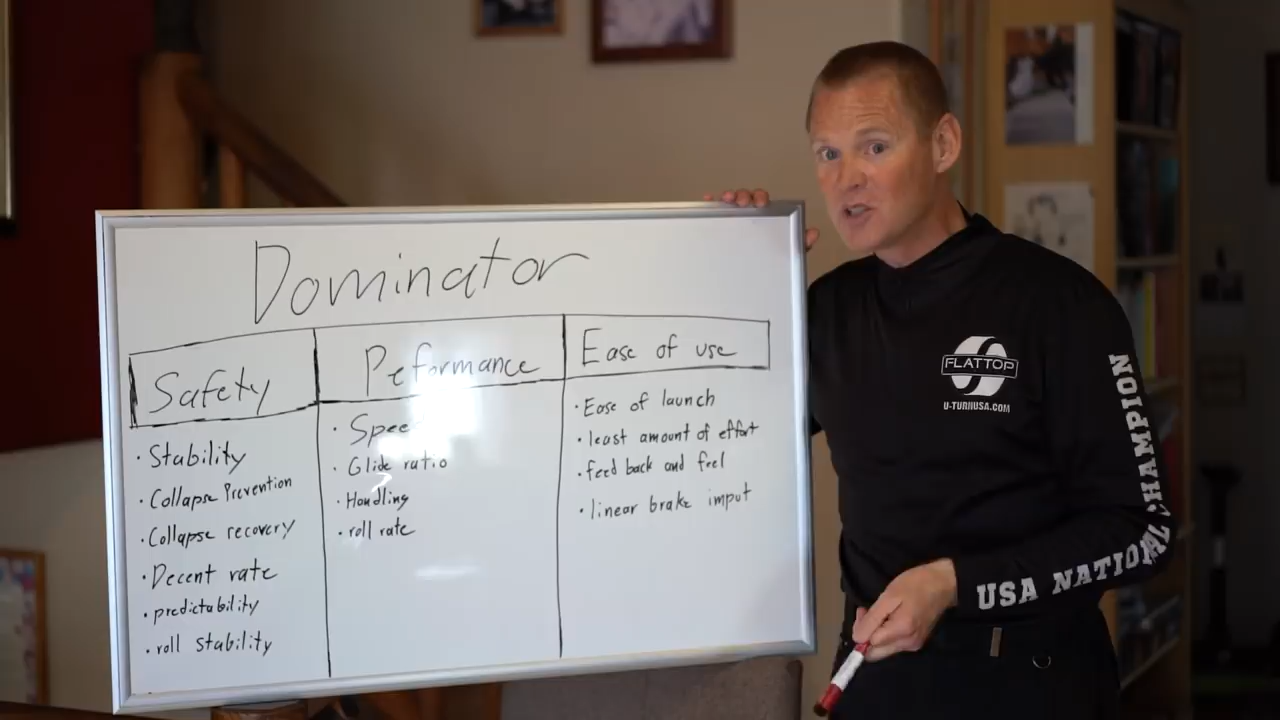 Dominator
Safety
Peformance
Ease of use
· Stability
· Collapse Prevention
· Collapse recovery
· Decent rate
· predictability
· roll stability
· Spee
· Glide ratio
· Handling
· roll rate
· Ease of launch
· least amount of effort
· feed back and feel
· linear brake imput
FLATTOP
U-TURNUSA.COM
USA NATIONAL CHAMPION